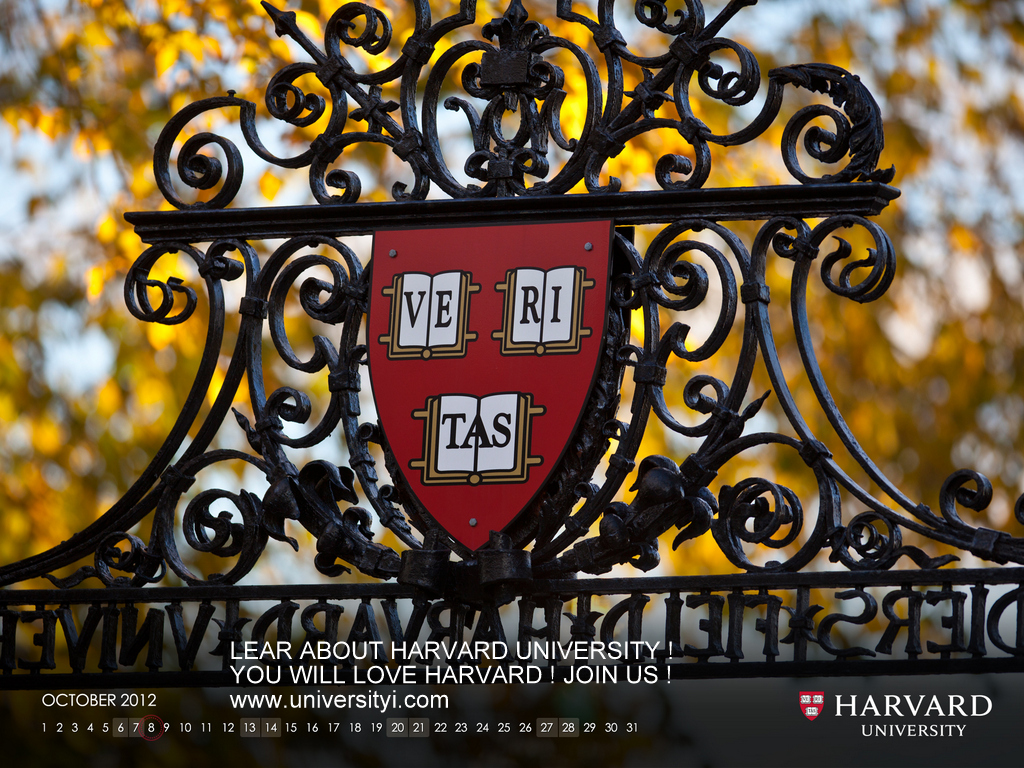 VE RI
TAS
LEAR ABOUT HARVARD UNIVERSITY !
YOU WILL LOVE HARVARD ! JOIN US !
www.universityi.com
OCTOBER 2012
1 2 3 4 5 6 7 8 9 10 11 12 13 14 15 16 17 18 19 20 21 22 23 24 25 26 27 28 29 30 31
HARVARD
UNIVERSITY